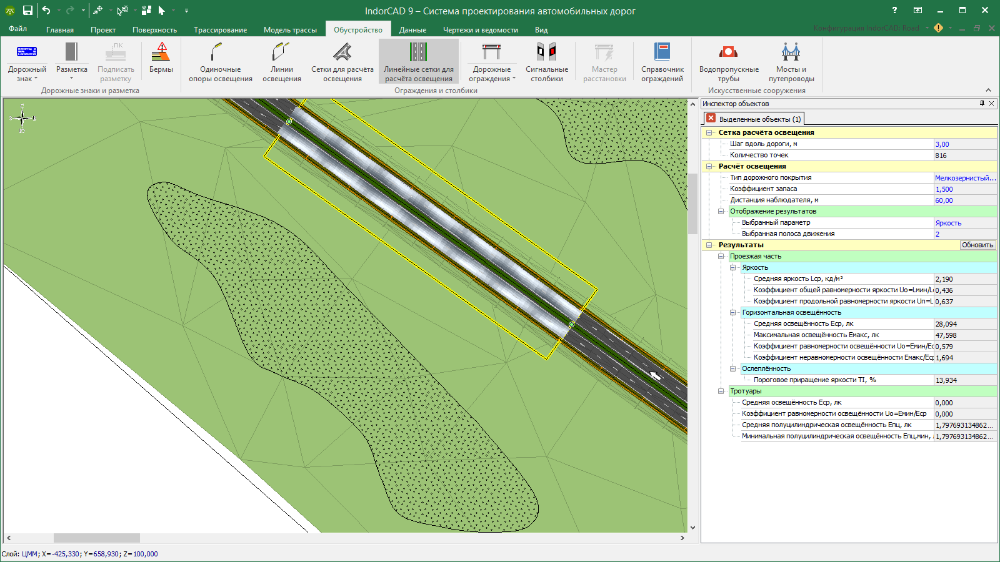 IndorCAD 9 – Система проектирования автомобильных дорог
Файл Главная Проект Поверхность Трассирование Модель трассы Обустройство Данные Чертежи и ведомости Вид Конфигурация IndorCAD: Road
Дорожный знак
Разметка
ПК
Подписать разметку
Бермы
Одиночные опоры освещения
Линии освещения
Сетки для расчёта освещения
Линейные сетки для расчёта освещения
Дорожные ограждения
Сигнальные столбики
Мастер расстановки
Справочник ограждений
Водопропускные трубы
Мосты и путепроводы
Дорожные знаки и разметка
Ограждения и столбики
Искусственные сооружения
Инспектор объектов
Выделенные объекты (1)
Сетка расчёта освещения
Шаг вдоль дороги, м 3,00
Количество точек 816
Расчёт освещения
Тип дорожного покрытия Мелкозернистый...
Коэффициент запаса 1,500
Дистанция наблюдателя, м 60,00
Отображение результатов
Выбранный параметр Яркость
Выбранная полоса движения 2
Результаты Обновить
Проезжая часть
Яркость
Средняя яркость Lср, кд/м² 2,190
Коэффициент общей равномерности яркости Uo=Lмин/L 0,436
Коэффициент продольной равномерности яркости Uп=L 0,637
Горизонтальная освещённость
Средняя освещённость Eср, лк 28,094
Максимальная освещённость Eмакс, лк 47,598
Коэффициент равномерности освещённости Uo=Eмин/Eс 0,579
Коэффициент неравномерности освещённости Eмакс/Eср 1,694
Ослеплённость
Пороговое приращение яркости TI, % 13,934
Тротуары
Средняя освещённость Eср, лк 0,000
Коэффициент равномерности освещённости Uo=Eмин/Eср 0,000
Средняя полуцилиндрическая освещённость Eпц, лк 1,797693134862...
Минимальная полуцилиндрическая освещённость Eпц,мин, 1,797693134862...
Слой: ЦММ; X=-425,330; Y=658,930; Z=100,000